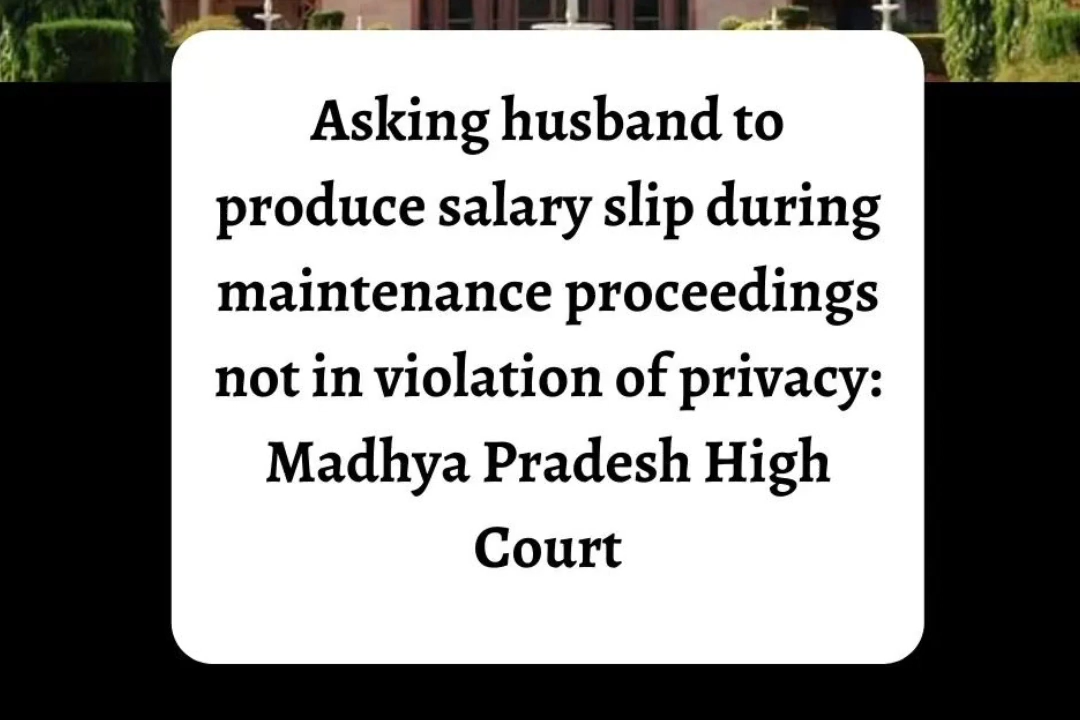 Asking husband to
produce salary slip during
maintenance proceedings
not in violation of privacy:
Madhya Pradesh High
Court